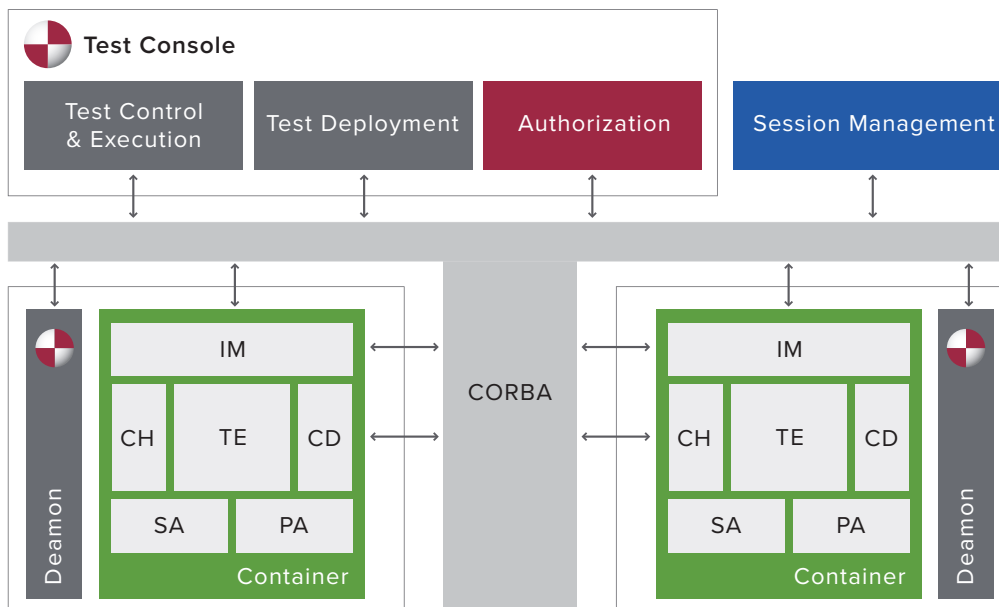 Test Console
Test Control
& Execution
Test Deployment
Authorization
Session Management
CORBA
Deamon
IM
CH
TE
CD
SA
PA
Container
IM
CH
TE
CD
SA
PA
Container
Deamon